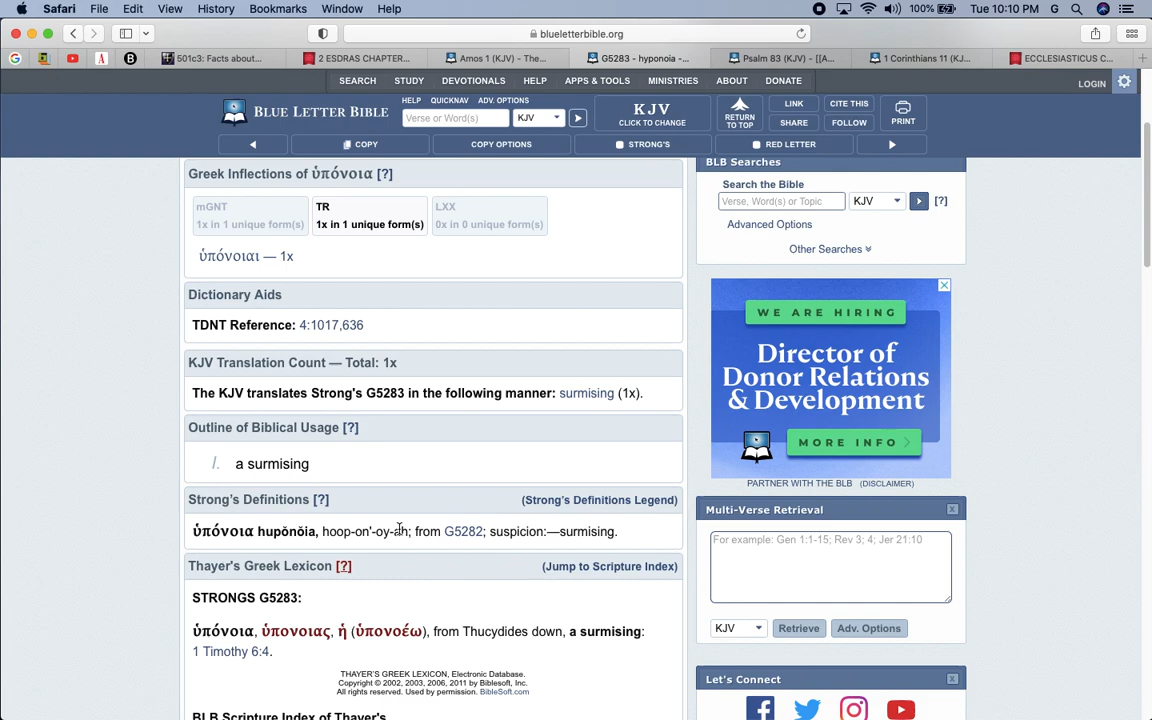 Safari File Edit View History Bookmarks Window Help 100% Tue 10:10 PM G
blueletterbible.org
501c3: Facts about... 2 ESDRAS CHAPTER... Amos 1 (KJV) - The... G5283 - hyponoia -... Psalm 83 (KJV) - [[A... 1 Corinthians 11 (KJ... ECCLESIASTICUS C...
SEARCH STUDY DEVOTIONALS HELP APPS & TOOLS MINISTRIES ABOUT DONATE LOGIN
BLUE LETTER BIBLE
HELP QUICKNAV ADV. OPTIONS
Verse or Word(s) KJV
KJV
CLICK TO CHANGE
RETURN
TO TOP
LINK CITE THIS
SHARE FOLLOW
PRINT
COPY COPY OPTIONS STRONG'S RED LETTER
Greek Inflections of ὑπόνοια [?]
mGNT TR LXX
1x in 1 unique form(s) 1x in 1 unique form(s) 0x in 0 unique form(s)
ὑπόνοιαι — 1x
Dictionary Aids
TDNT Reference: 4:1017,636
KJV Translation Count — Total: 1x
The KJV translates Strong's G5283 in the following manner: surmising (1x).
Outline of Biblical Usage [?]
I. a surmising
Strong's Definitions [?] (Strong's Definitions Legend)
ὑπόνοια hupŏnŏia, hoop-on'-oy-ah; from G5282; suspicion:—surmising.
Thayer's Greek Lexicon [?] (Jump to Scripture Index)
STRONGS G5283:
ὑπόνοια, ὑπονοιας, ἡ (ὑπονοέω), from Thucydides down, a surmising:
1 Timothy 6:4.
THAYER'S GREEK LEXICON, Electronic Database.
Copyright © 2002, 2003, 2006, 2011 by Biblesoft, Inc.
All rights reserved. Used by permission. BibleSoft.com
BLB Scripture Index of Thayer's
BLB Searches
Search the Bible
Verse, Word(s) or Topic KJV [?]
Advanced Options
Other Searches
WE ARE HIRING
Director of
Donor Relations
& Development
MORE INFO
PARTNER WITH THE BLB (DISCLAIMER)
Multi-Verse Retrieval
For example: Gen 1:1-15; Rev 3; 4; Jer 21:10
KJV Retrieve Adv. Options
Let's Connect